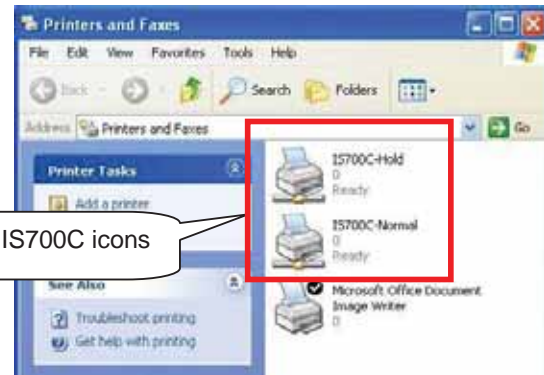 Printers and Faxes
File Edit View Favorites Tools Help
Back Search Folders
Address Printers and Faxes Go
Printer Tasks
Add a printer
See Also
Troubleshoot printing
Get help with printing
IS700C icons
IS700C-Hold
0
Ready
IS700C-Normal
0
Ready
Microsoft Office Document
Image Writer
0